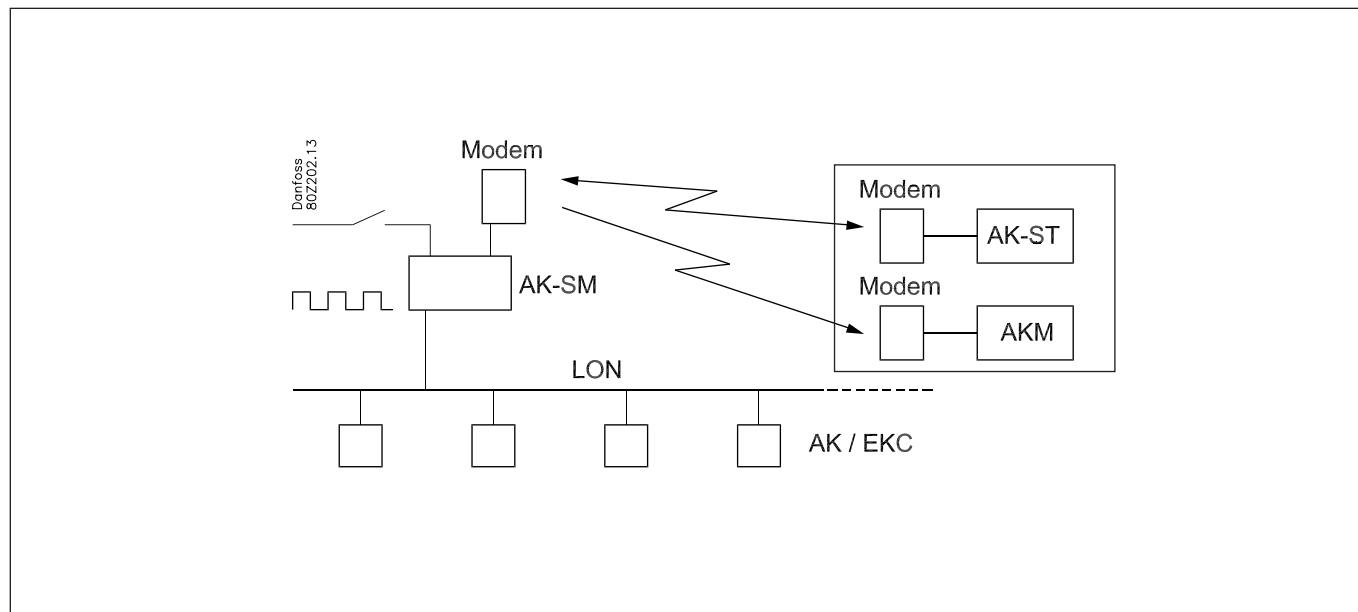 Danfoss
80Z202.13
Modem
Modem
AK-ST
AK-SM
Modem
AKM
LON
AK / EKC